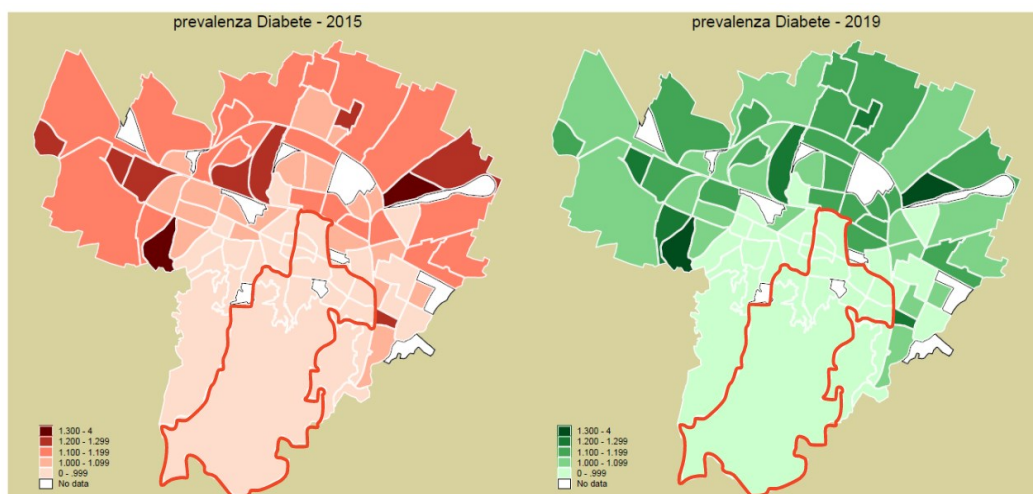 prevalenza Diabete - 2015
1.300 - 4
1.200 - 1.299
1.100 - 1.199
1.000 - 1.099
0 - .999
No data
prevalenza Diabete - 2019
1.300 - 4
1.200 - 1.299
1.100 - 1.199
1.000 - 1.099
0 - .999
No data